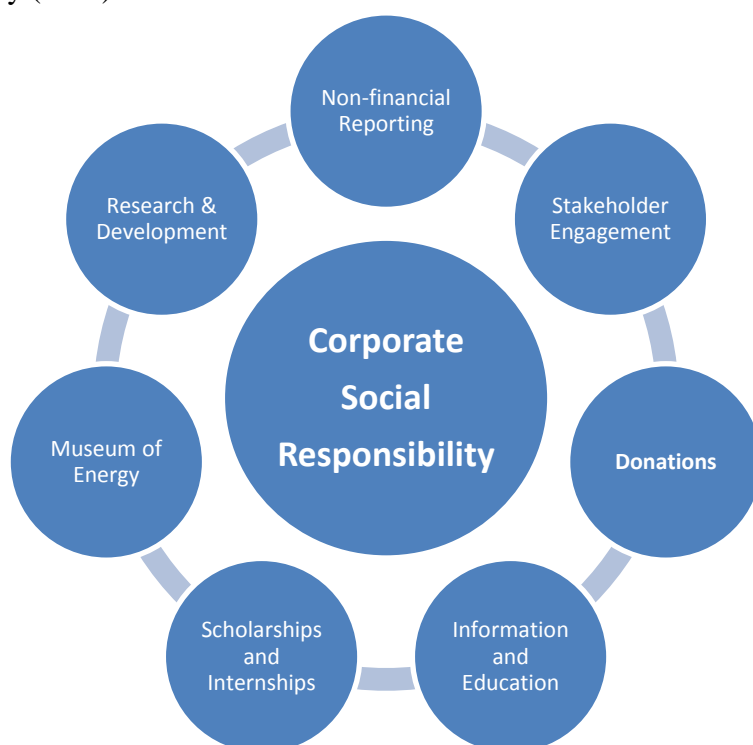 Non-financial
Reporting
Stakeholder
Engagement
Donations
Information
and
Education
Scholarships
and
Internships
Museum of
Energy
Research &
Development
Corporate
Social
Responsibility